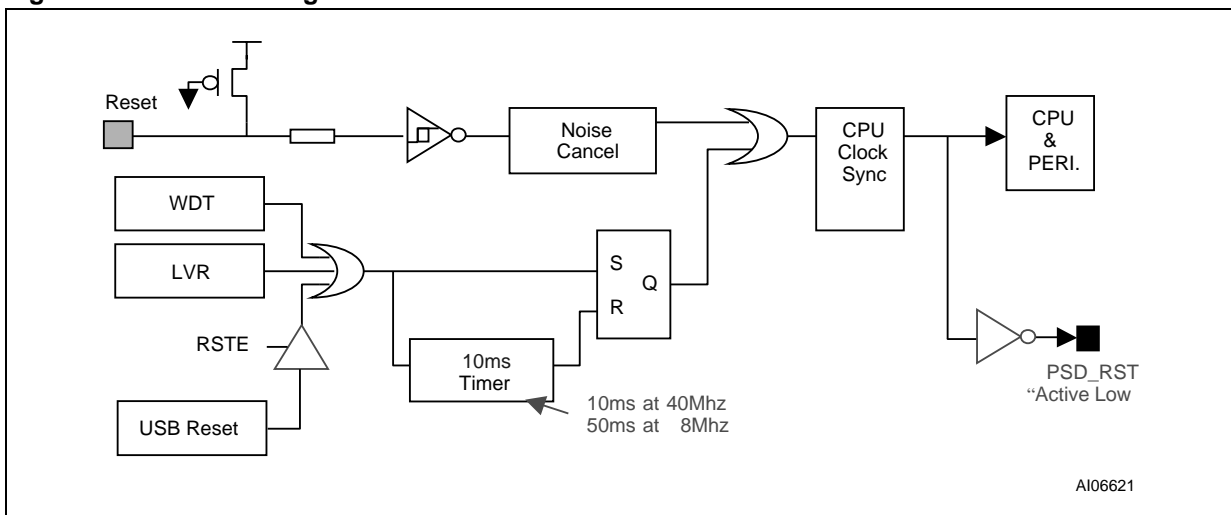 Reset
Noise
Cancel
CPU
Clock
Sync
CPU
&
PERI.
WDT
LVR
RSTE
USB Reset
S
Q
R
10ms
Timer
10ms at 40Mhz
50ms at 8Mhz
PSD_RST
“Active Low
AI06621